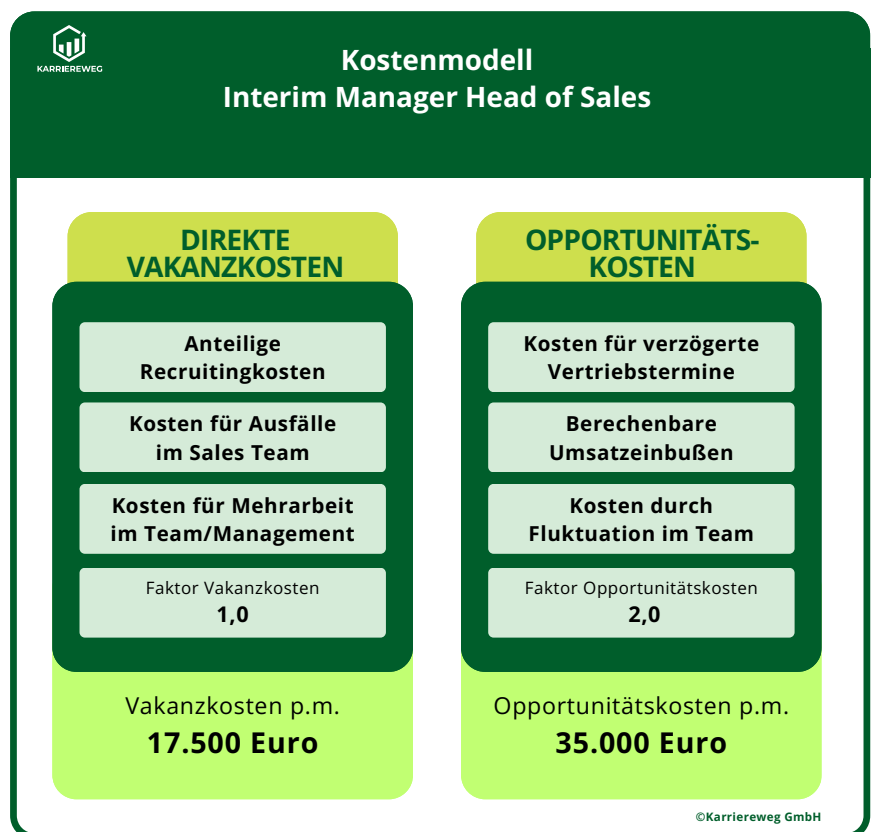 KARRIEREWEG
Kostenmodell
Interim Manager Head of Sales
DIREKTE
VAKANZKOSTEN
Anteilige
Recruitingkosten
Kosten für Ausfälle
im Sales Team
Kosten für Mehrarbeit
im Team/Management
Faktor Vakanzkosten
1,0
Vakanzkosten p.m.
17.500 Euro
OPPORTUNITÄTS-
KOSTEN
Kosten für verzögerte
Vertriebstermine
Berechenbare
Umsatzeinbußen
Kosten durch
Fluktuation im Team
Faktor Opportunitätskosten
2,0
Opportunitätskosten p.m.
35.000 Euro
©Karriereweg GmbH